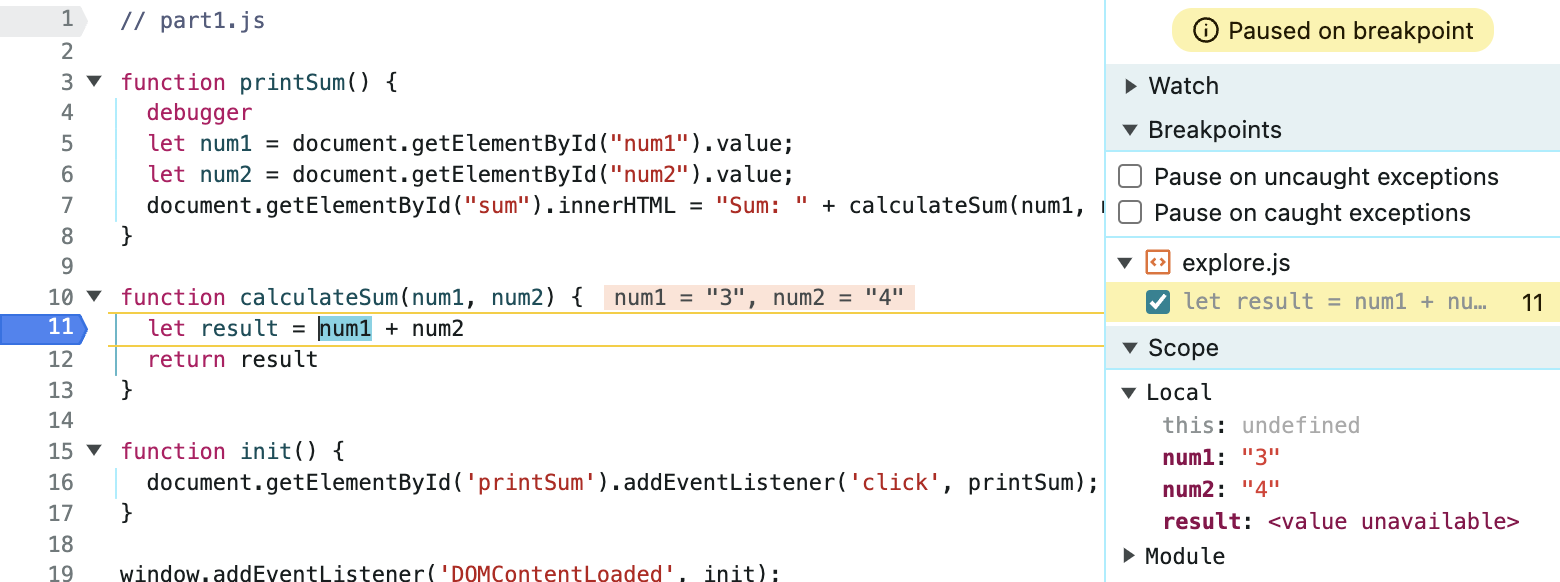 1 // part1.js
2
3 function printSum() {
4 debugger
5 let num1 = document.getElementById("num1").value;
6 let num2 = document.getElementById("num2").value;
7 document.getElementById("sum").innerHTML = "Sum: " + calculateSum(num1,
8 }
9
10 function calculateSum(num1, num2) { num1 = "3", num2 = "4"
11 let result = num1 + num2
12 return result
13 }
14
15 function init() {
16 document.getElementById('printSum').addEventListener('click', printSum);
17 }
18
19 window.addEventListener('DOMContentLoaded', init);
Paused on breakpoint
Watch
Breakpoints
Pause on uncaught exceptions
Pause on caught exceptions
explore.js
let result = num1 + nu… 11
Scope
Local
this: undefined
num1: "3"
num2: "4"
result: <value unavailable>
Module